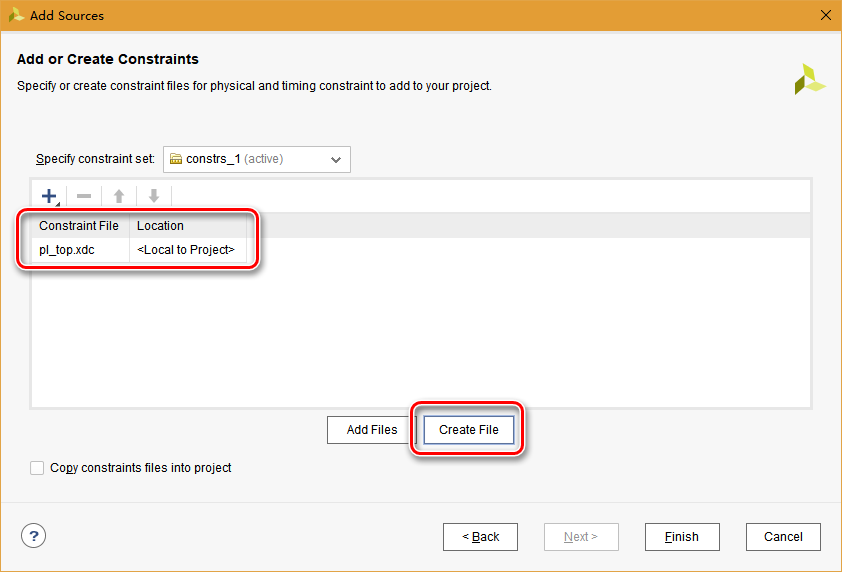 Add Sources
Add or Create Constraints
Specify or create constraint files for physical and timing constraint to add to your project.
Specify constraint set: constrs_1 (active)
Constraint File Location
pl_top.xdc <Local to Project>
Add Files Create File
Copy constraints files into project
? < Back Next > Finish Cancel